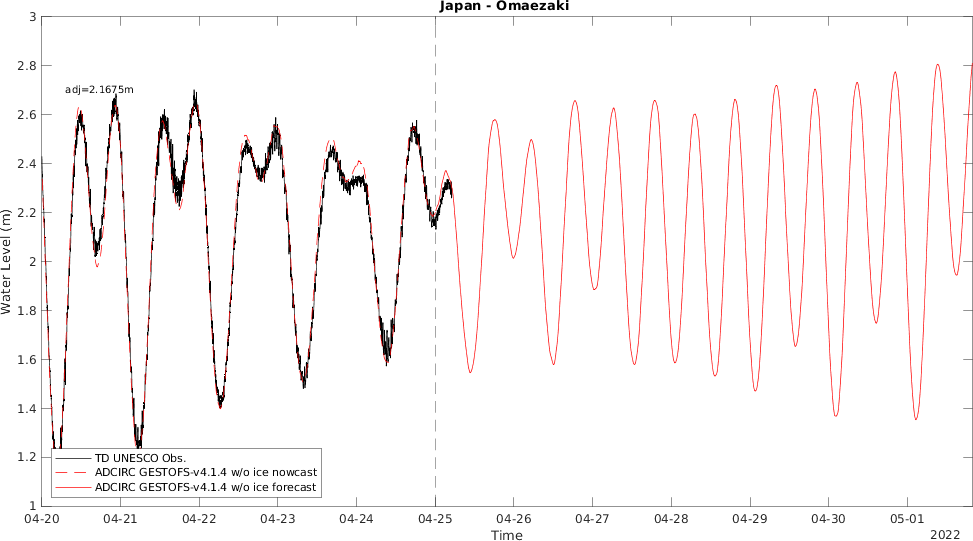 Japan - Omaezaki
3
2.8
adj=2.1675m
2.6
2.4
2.2
2
1.8
1.6
1.4
1.2
1
Water Level (m)
TD UNESCO Obs.
ADCIRC GESTOFS-v4.1.4 w/o ice nowcast
ADCIRC GESTOFS-v4.1.4 w/o ice forecast
04-20 04-21 04-22 04-23 04-24 04-25 04-26 04-27 04-28 04-29 04-30 05-01
Time
2022